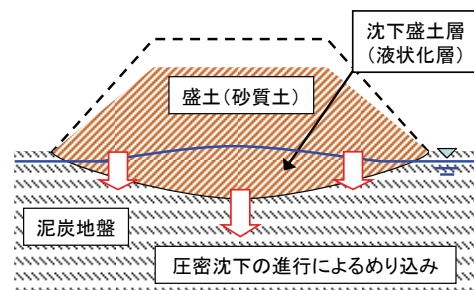 沈下盛土層
(液状化層)
盛土(砂質土)
泥炭地盤
圧密沈下の進行によるめり込み